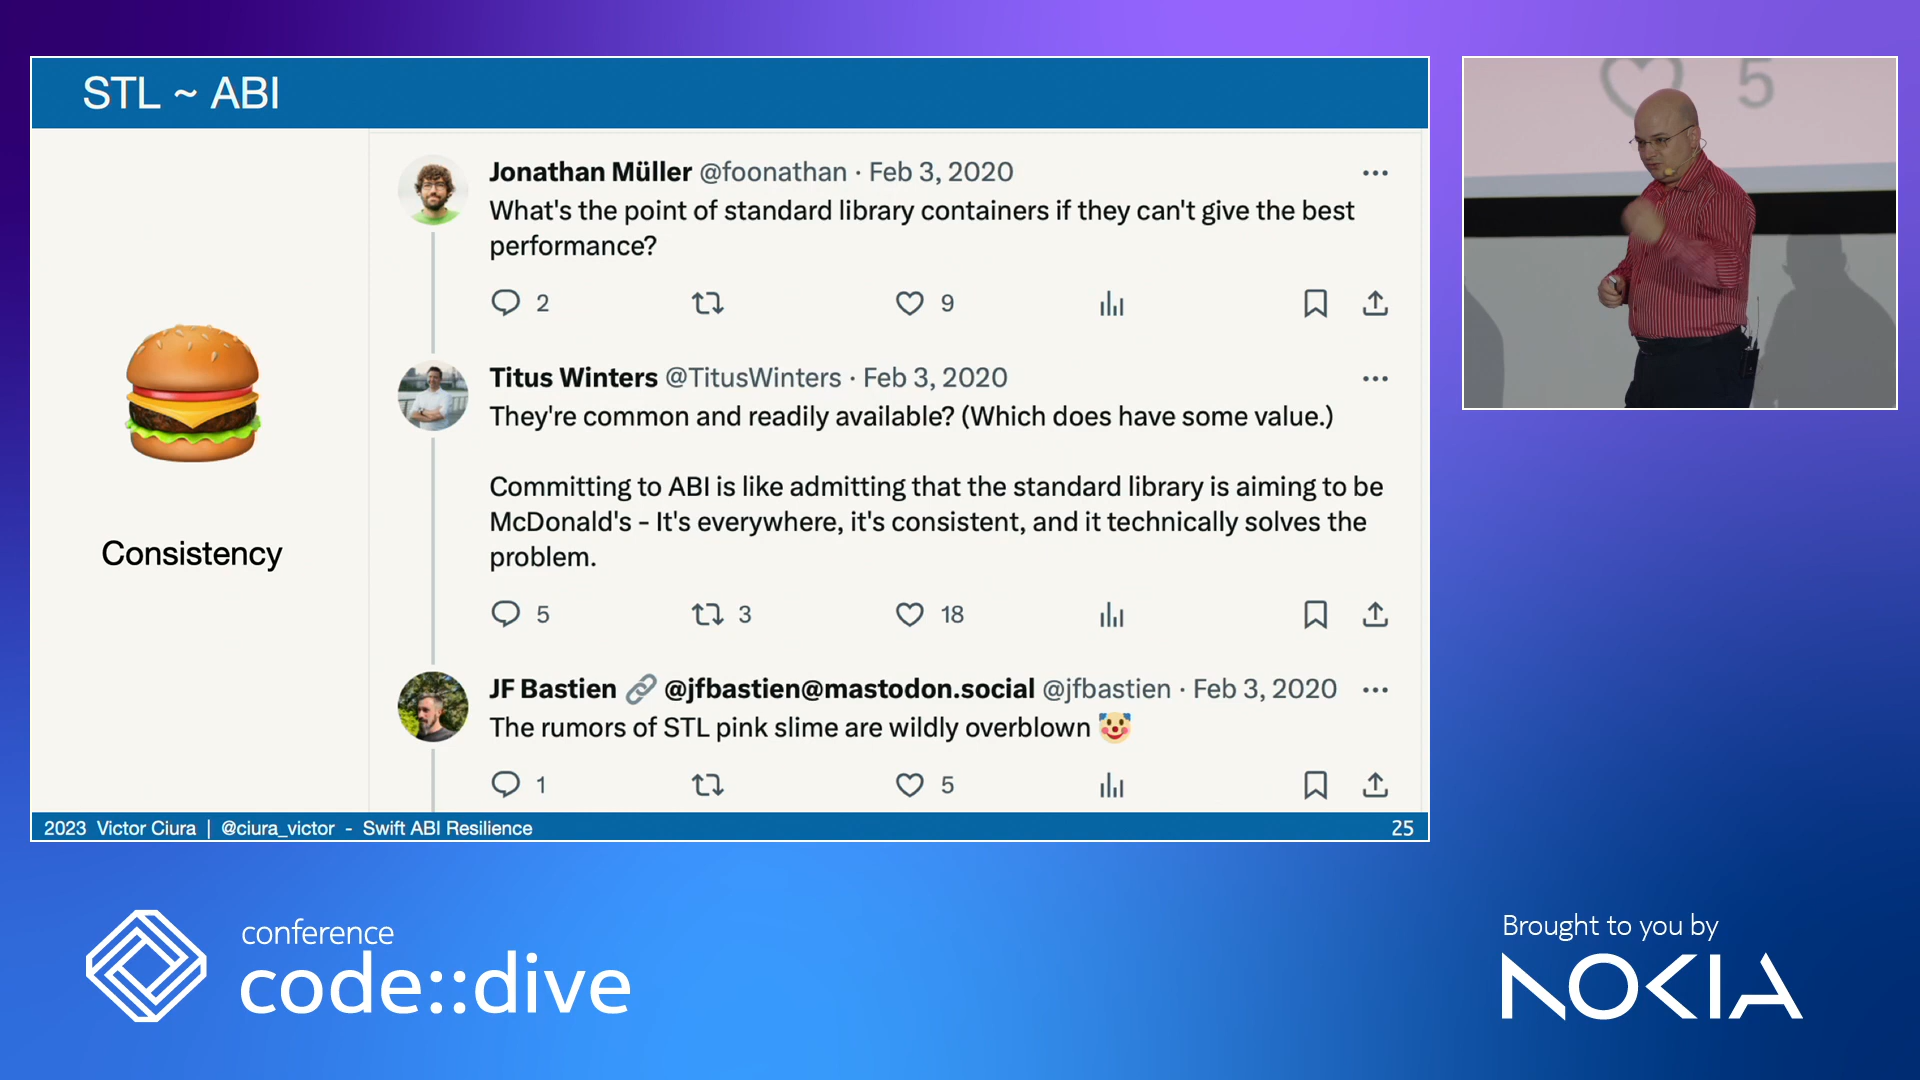 STL ~ ABI
Jonathan Müller @foonathan · Feb 3, 2020
What's the point of standard library containers if they can't give the best
performance?
2 9
Titus Winters @TitusWinters · Feb 3, 2020
They're common and readily available? (Which does have some value.)
Committing to ABI is like admitting that the standard library is aiming to be
McDonald's - It's everywhere, it's consistent, and it technically solves the
problem.
5 3 18
JF Bastien 🔗 @jfbastien@mastodon.social @jfbastien · Feb 3, 2020
The rumors of STL pink slime are wildly overblown 🤡
1 5
Consistency
2023 Victor Ciura | @ciura_victor - Swift ABI Resilience 25
5
conference
code::dive
Brought to you by
NOKIA